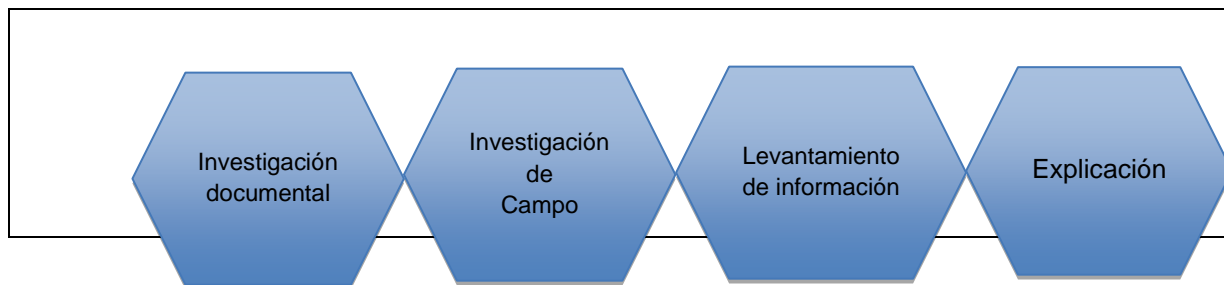 Investigación
documental
Investigación
de
Campo
Levantamiento
de información
Explicación